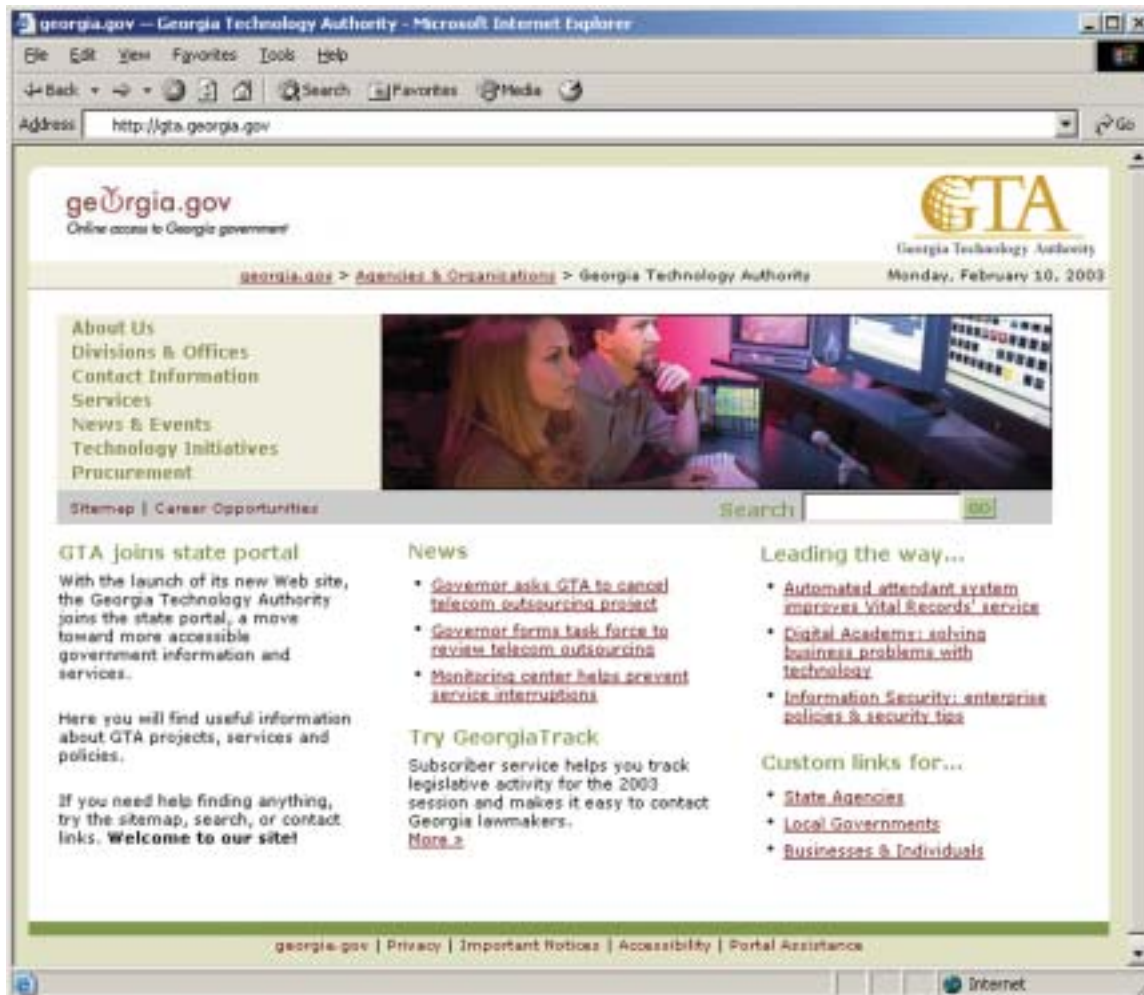 georgia.gov — Georgia Technology Authority - Microsoft Internet Explorer
File Edit View Favorites Tools Help
Back Search Favorites Media
Address http://gta.georgia.gov Go
georgia.gov
Online access to Georgia government
GTA
Georgia Technology Authority
georgia.gov > Agencies & Organizations > Georgia Technology Authority
Monday, February 10, 2003
About Us
Divisions & Offices
Contact Information
Services
News & Events
Technology Initiatives
Procurement
Sitemap | Career Opportunities
Search GO
GTA joins state portal
With the launch of its new Web site,
the Georgia Technology Authority
joins the state portal, a move
toward more accessible
government information and
services.
Here you will find useful information
about GTA projects, services and
policies.
If you need help finding anything,
try the sitemap, search, or contact
links. Welcome to our site!
News
• Governor asks GTA to cancel
telecom outsourcing project
• Governor forms task force to
review telecom outsourcing
• Monitoring center helps prevent
service interruptions
Try GeorgiaTrack
Subscriber service helps you track
legislative activity for the 2003
session and makes it easy to contact
Georgia lawmakers.
More »
Leading the way...
• Automated attendant system
improves Vital Records' service
• Digital Academy: solving
business problems with
technology
• Information Security: enterprise
policies & security tips
Custom links for...
• State Agencies
• Local Governments
• Businesses & Individuals
georgia.gov | Privacy | Important Notices | Accessibility | Portal Assistance
Internet